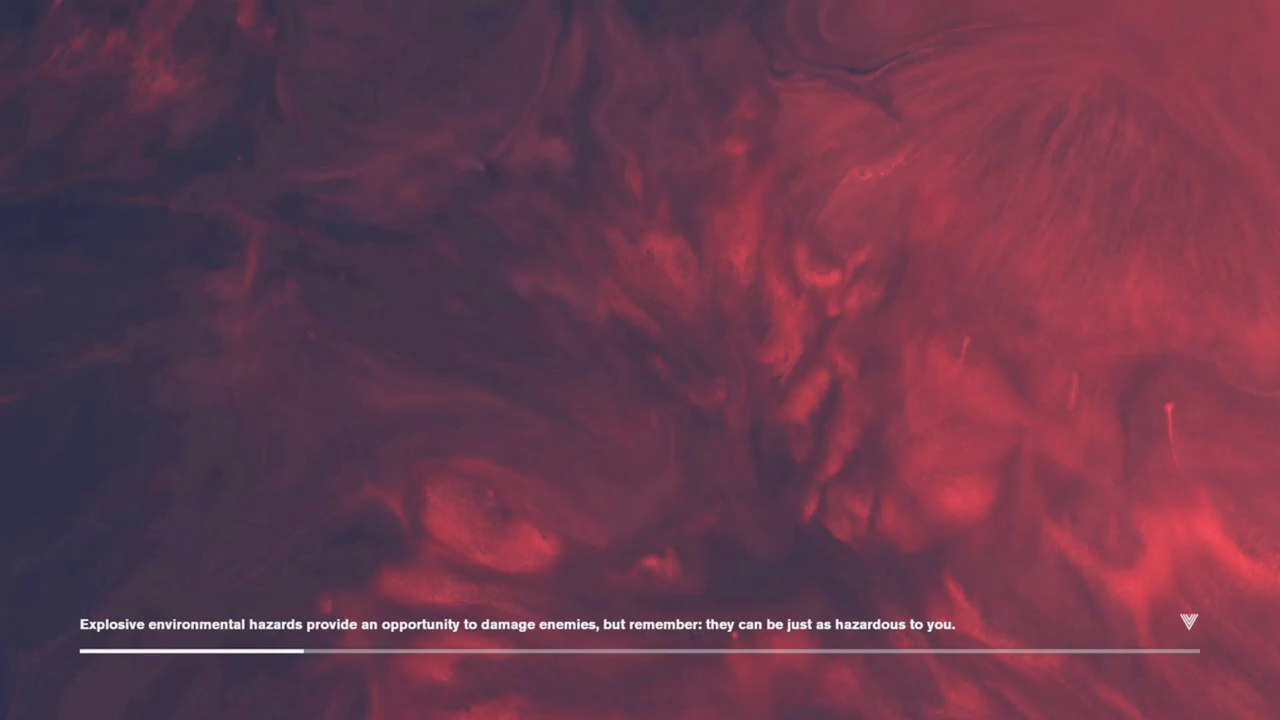 Explosive environmental hazards provide an opportunity to damage enemies, but remember: they can be just as hazardous to you.